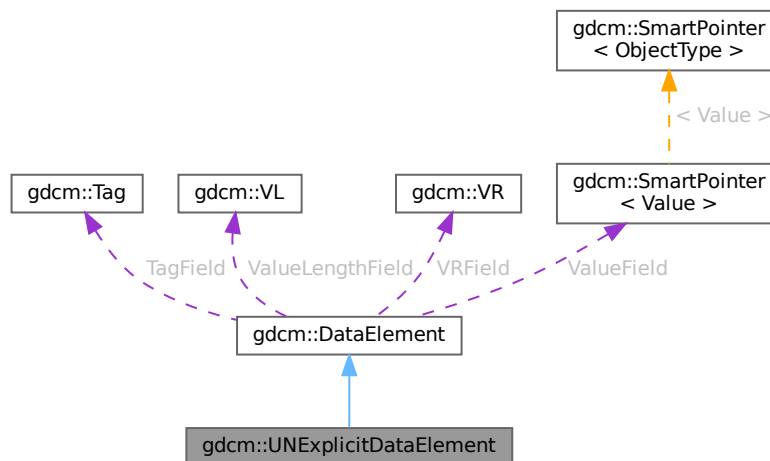 gdcm::SmartPointer
< ObjectType >
< Value >
gdcm::Tag
gdcm::VL
gdcm::VR
gdcm::SmartPointer
< Value >
TagField
ValueLengthField
VRField
ValueField
gdcm::DataElement
gdcm::UNExplicitDataElement